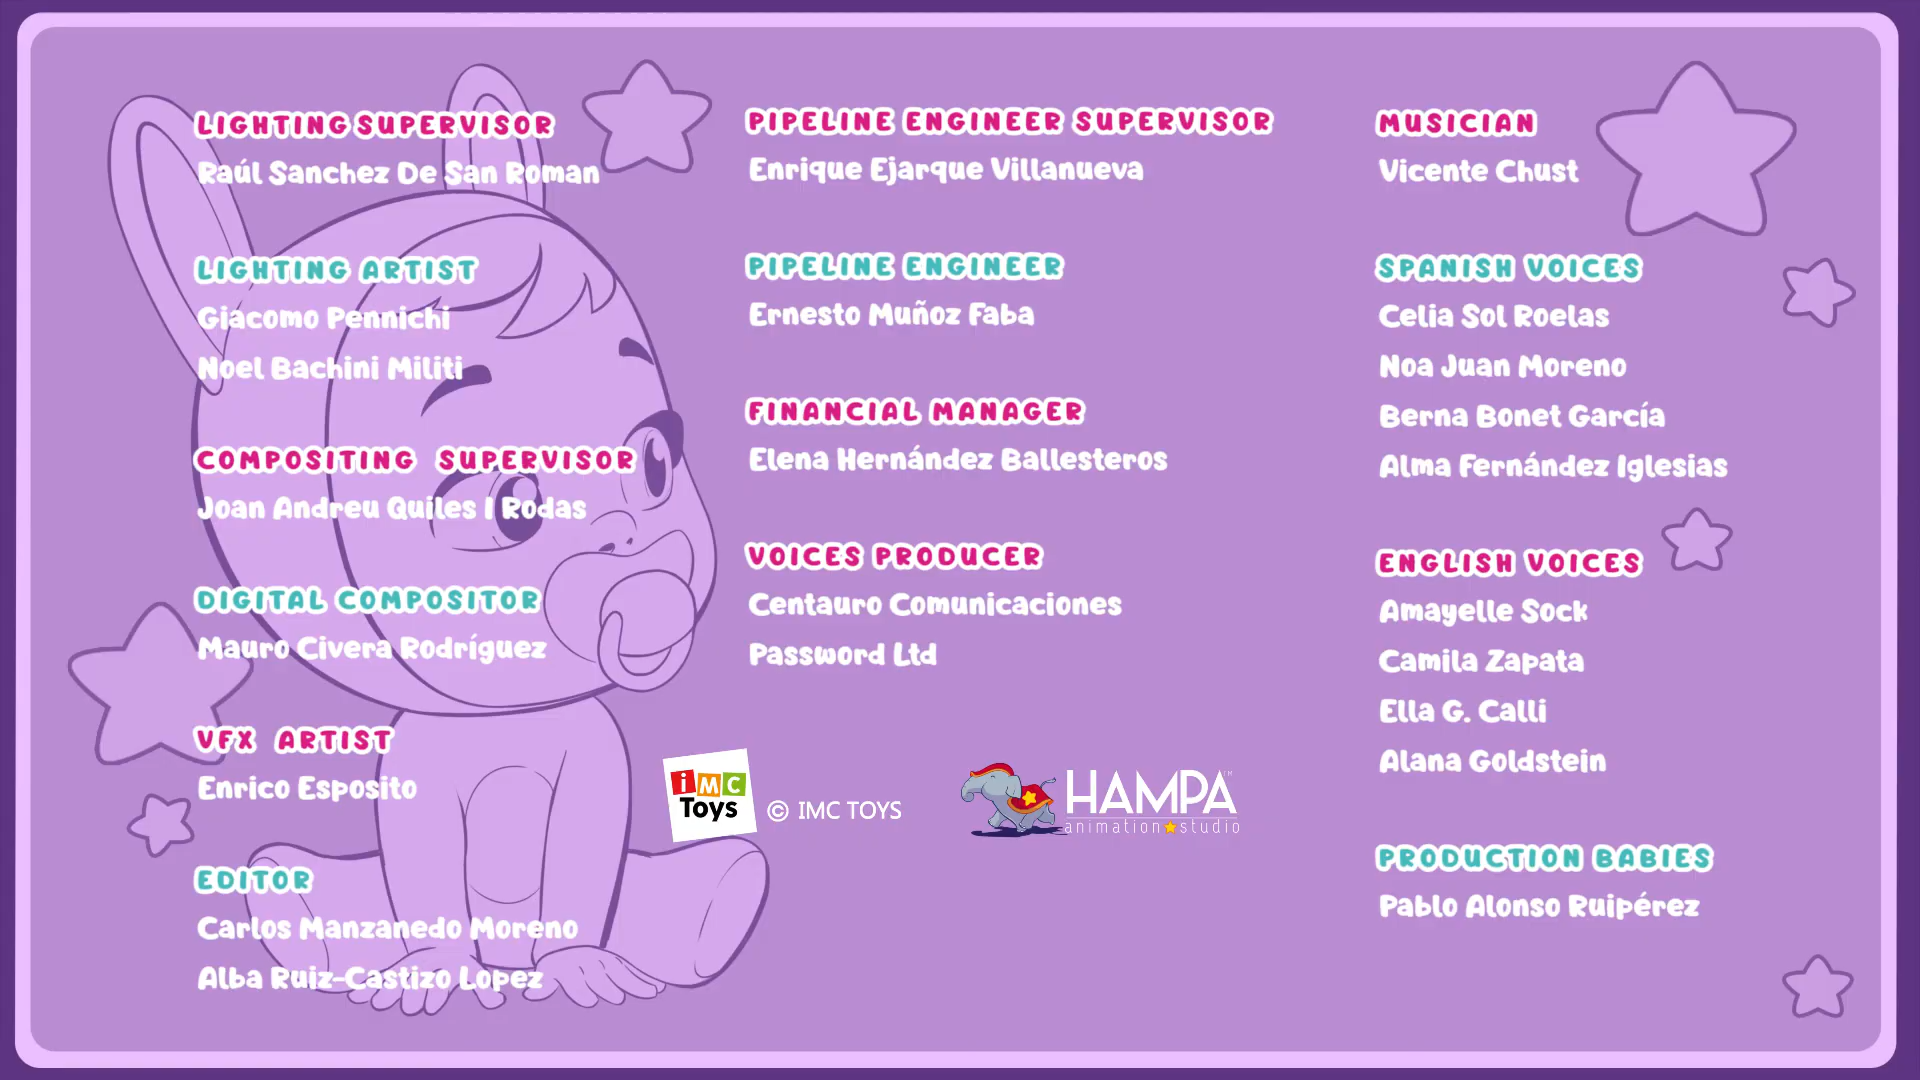 LIGHTING SUPERVISOR
Raúl Sanchez De San Roman
LIGHTING ARTIST
Giacomo Pennichi
Noel Bachini Militi
COMPOSITING SUPERVISOR
Joan Andreu Quiles I Rodas
DIGITAL COMPOSITOR
Mauro Civera Rodríguez
VFX ARTIST
Enrico Esposito
EDITOR
Carlos Manzanedo Moreno
Alba Ruiz-Castizo Lopez
PIPELINE ENGINEER SUPERVISOR
Enrique Ejarque Villanueva
PIPELINE ENGINEER
Ernesto Muñoz Faba
FINANCIAL MANAGER
Elena Hernández Ballesteros
VOICES PRODUCER
Centauro Comunicaciones
Password Ltd
iMC
Toys
© IMC TOYS
HAMPA™
animation studio
MUSICIAN
Vicente Chust
SPANISH VOICES
Celia Sol Roelas
Noa Juan Moreno
Berna Bonet García
Alma Fernández Iglesias
ENGLISH VOICES
Amayelle Sock
Camila Zapata
Ella G. Calli
Alana Goldstein
PRODUCTION BABIES
Pablo Alonso Ruipérez